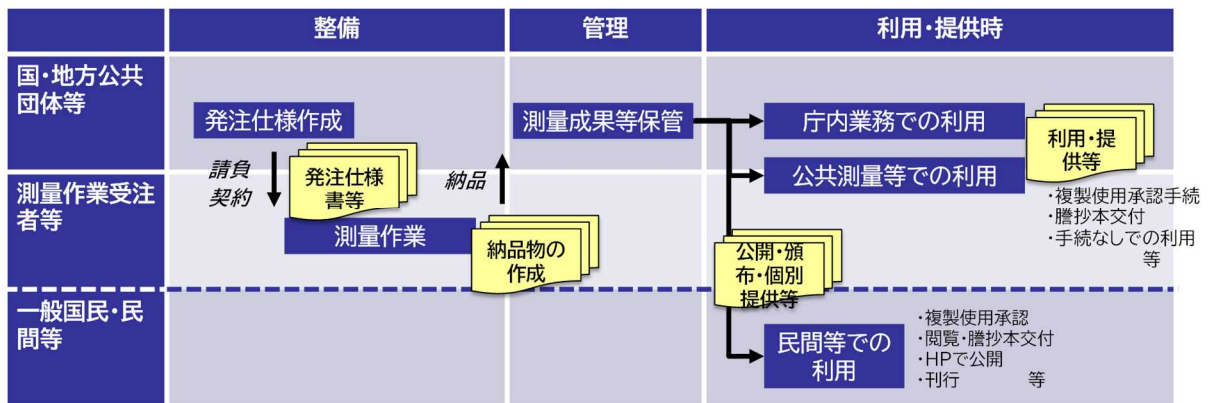 整備
管理
利用・提供時
国・地方公共
団体等
発注仕様作成
請負
契約
発注仕様
書等
納品
測量成果等保管
庁内業務での利用
公共測量等での利用
利用・提
供等
・複製使用承認手続
・謄抄本交付
・手続なしでの利用
等
測量作業受注
者等
測量作業
納品物の
作成
公開・頒
布・個別
提供等
一般国民・民
間等
民間等での
利用
・複製使用承認
・閲覧・謄抄本交付
・HPで公開
・刊行 等